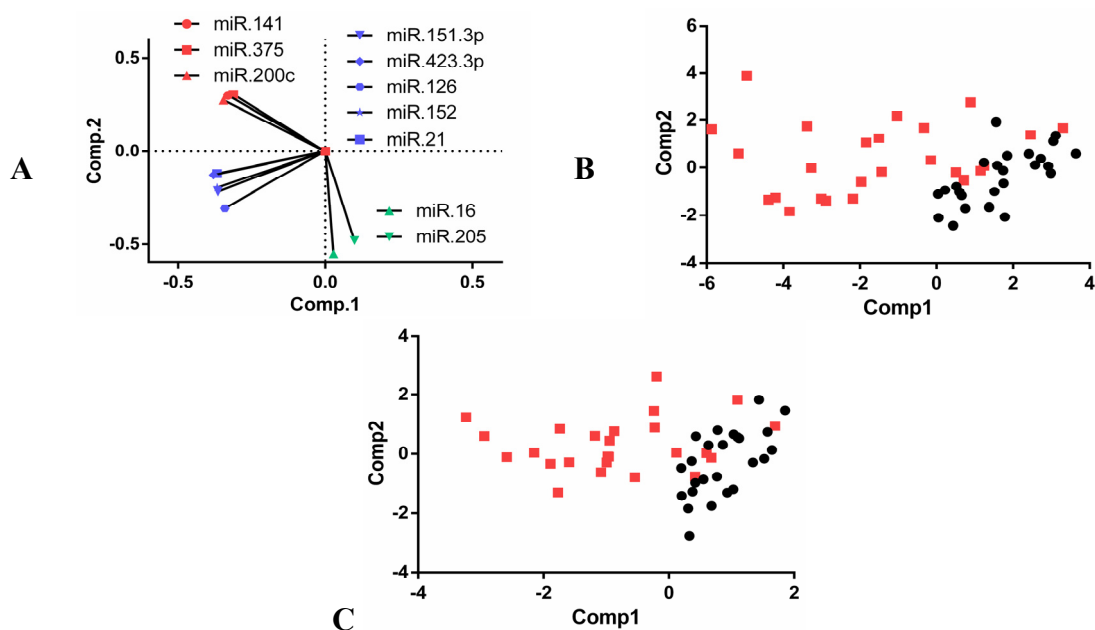 A
miR.141
miR.375
miR.200c
miR.151.3p
miR.423.3p
miR.126
miR.152
miR.21
miR.16
miR.205
Comp.2
0.5
0.0
-0.5
-0.5
0.0
0.5
Comp.1
B
Comp2
6
4
2
0
-2
-4
-6
-4
-2
0
2
4
Comp1
C
Comp2
4
2
0
-2
-4
-4
-2
0
2
Comp1